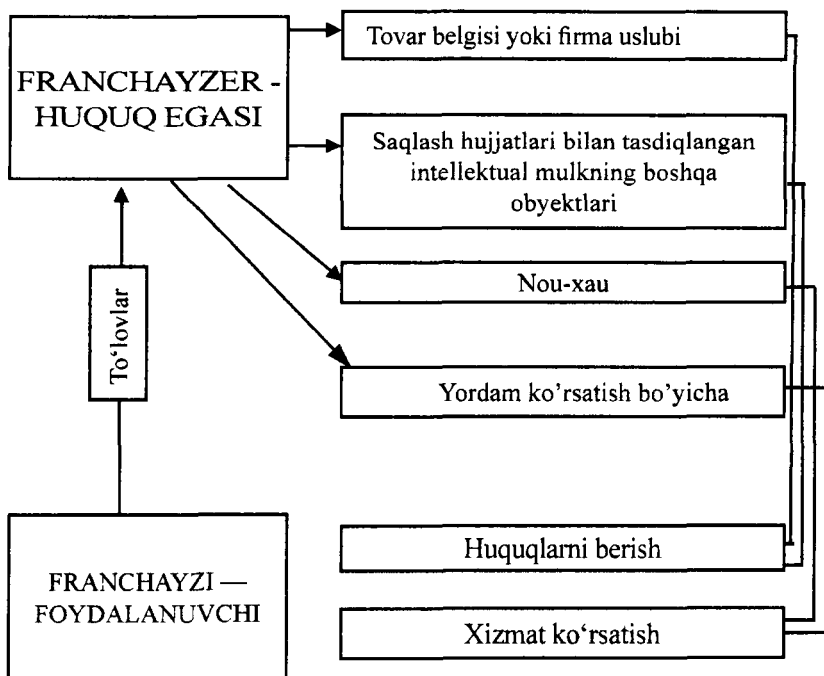 Tovar belgisi yoki firma uslubi
FRANCHAYZER -
HUQUQ EGASI
Saqlash hujjatlari bilan tasdiqlangan
intellektual mulkning boshqa
obyektlari
Nou-xau
To‘lovlar
Yordam ko’rsatish bo’yicha
Huquqlarni berish
FRANCHAYZI —
FOYDALANUVCHI
Xizmat ko‘rsatish